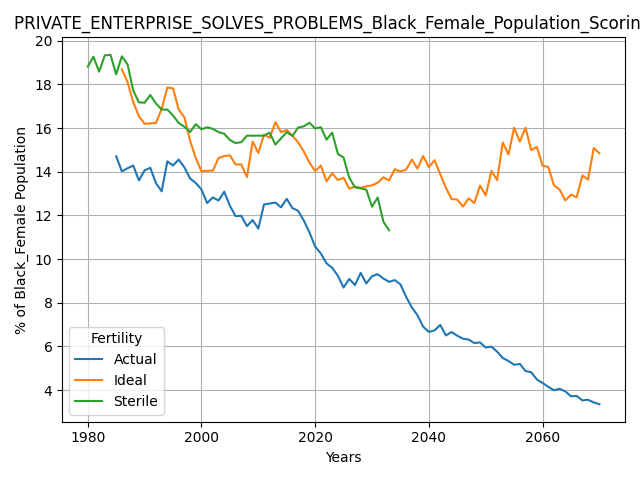 PRIVATE_ENTERPRISE_SOLVES_PROBLEMS_Black_Female_Population_Scorin
20
18
16
14
12
10
8
6
4
% of Black_Female Population
Fertility
Actual
Ideal
Sterile
1980
2000
2020
2040
2060
Years